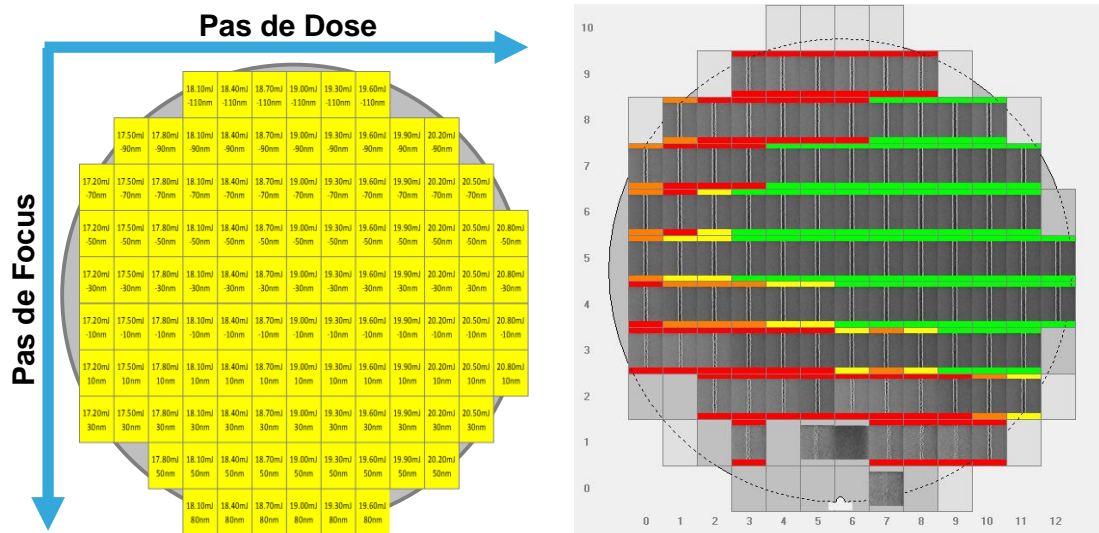 Pas de Dose
Pas de Focus
18.10mJ 18.40mJ 18.70mJ 19.00mJ 19.30mJ 19.60mJ
-110nm -110nm -110nm -110nm -110nm -110nm
17.50mJ 17.80mJ 18.10mJ 18.40mJ 18.70mJ 19.00mJ 19.30mJ 19.60mJ 19.90mJ 20.20mJ
-90nm -90nm -90nm -90nm -90nm -90nm -90nm -90nm -90nm -90nm
17.20mJ 17.50mJ 17.80mJ 18.10mJ 18.40mJ 18.70mJ 19.00mJ 19.30mJ 19.60mJ 19.90mJ 20.20mJ 20.50mJ
-70nm -70nm -70nm -70nm -70nm -70nm -70nm -70nm -70nm -70nm -70nm -70nm
17.20mJ 17.50mJ 17.80mJ 18.10mJ 18.40mJ 18.70mJ 19.00mJ 19.30mJ 19.60mJ 19.90mJ 20.20mJ 20.50mJ 20.80mJ
-50nm -50nm -50nm -50nm -50nm -50nm -50nm -50nm -50nm -50nm -50nm -50nm -50nm
17.20mJ 17.50mJ 17.80mJ 18.10mJ 18.40mJ 18.70mJ 19.00mJ 19.30mJ 19.60mJ 19.90mJ 20.20mJ 20.50mJ 20.80mJ
-30nm -30nm -30nm -30nm -30nm -30nm -30nm -30nm -30nm -30nm -30nm -30nm -30nm
17.20mJ 17.50mJ 17.80mJ 18.10mJ 18.40mJ 18.70mJ 19.00mJ 19.30mJ 19.60mJ 19.90mJ 20.20mJ 20.50mJ 20.80mJ
-10nm -10nm -10nm -10nm -10nm -10nm -10nm -10nm -10nm -10nm -10nm -10nm -10nm
17.20mJ 17.50mJ 17.80mJ 18.10mJ 18.40mJ 18.70mJ 19.00mJ 19.30mJ 19.60mJ 19.90mJ 20.20mJ 20.50mJ 20.80mJ
10nm 10nm 10nm 10nm 10nm 10nm 10nm 10nm 10nm 10nm 10nm 10nm 10nm
17.20mJ 17.50mJ 17.80mJ 18.10mJ 18.40mJ 18.70mJ 19.00mJ 19.30mJ 19.60mJ 19.90mJ 20.20mJ 20.50mJ
30nm 30nm 30nm 30nm 30nm 30nm 30nm 30nm 30nm 30nm 30nm 30nm
17.80mJ 18.10mJ 18.40mJ 18.70mJ 19.00mJ 19.30mJ 19.60mJ 19.90mJ 20.20mJ
50nm 50nm 50nm 50nm 50nm 50nm 50nm 50nm 50nm
18.10mJ 18.40mJ 18.70mJ 19.00mJ 19.30mJ 19.60mJ
80nm 80nm 80nm 80nm 80nm 80nm
10
9
8
7
6
5
4
3
2
1
0
0 1 2 3 4 5 6 7 8 9 10 11 12